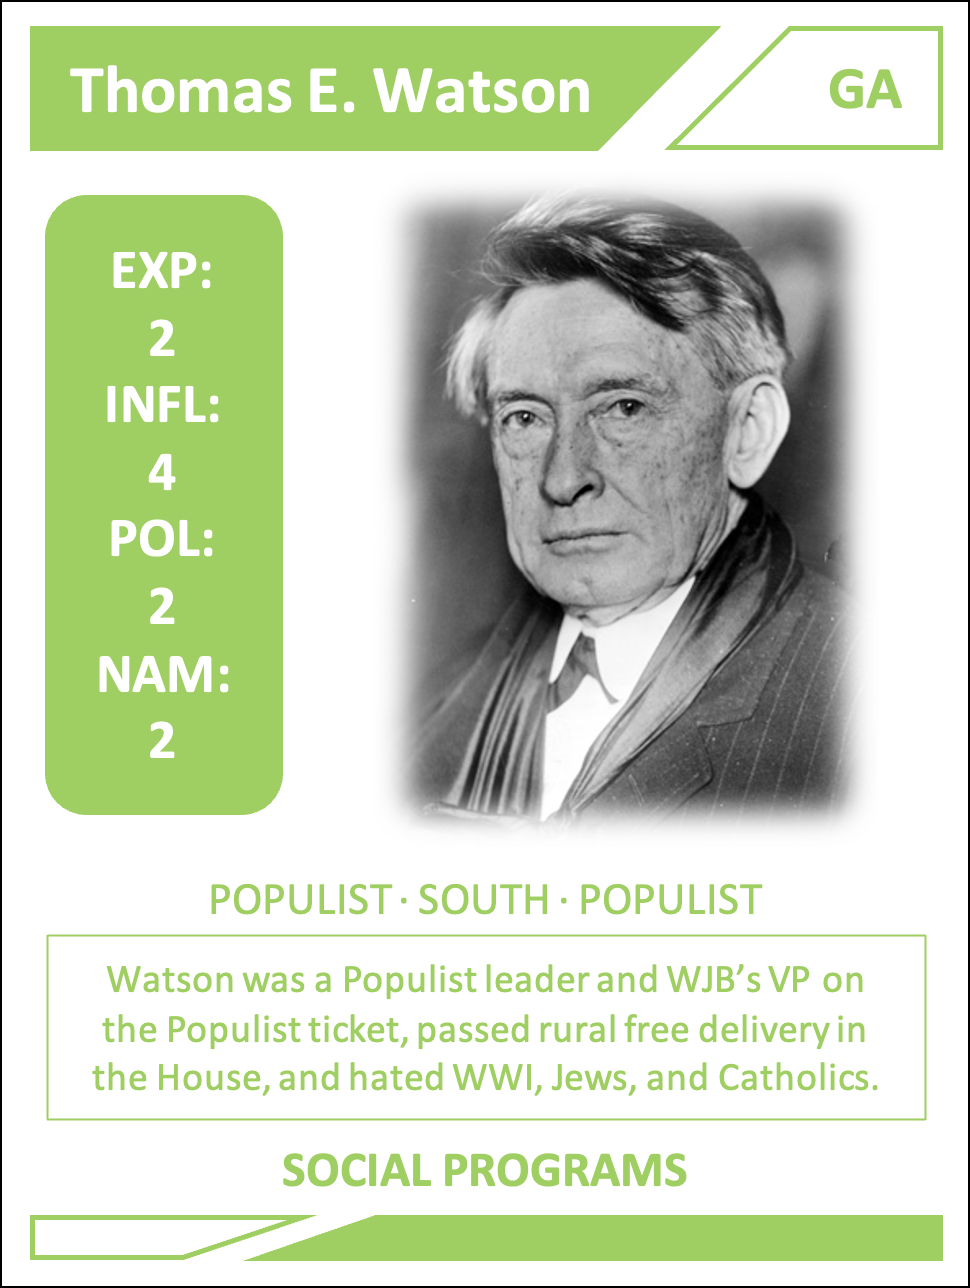 Thomas E. Watson
GA
EXP:
2
INFL:
4
POL:
2
NAM:
2
POPULIST · SOUTH · POPULIST
Watson was a Populist leader and WJB’s VP on
the Populist ticket, passed rural free delivery in
the House, and hated WWI, Jews, and Catholics.
SOCIAL PROGRAMS